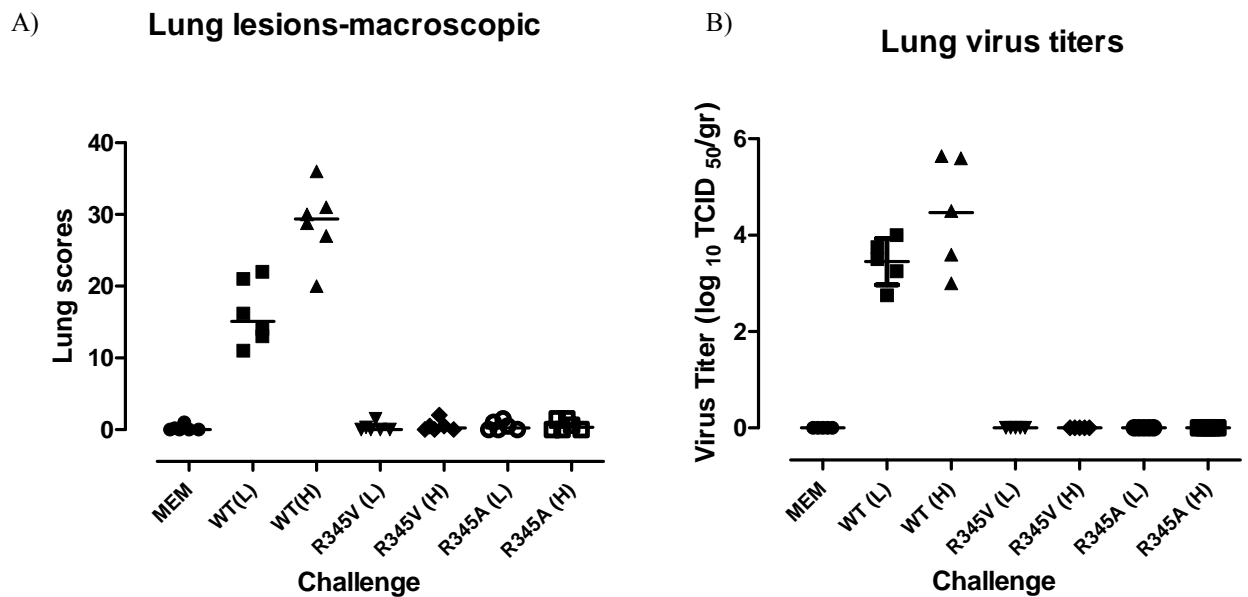 A)
Lung lesions-macroscopic
Lung scores
40
30
20
10
0
MEM
WT(L)
WT(H)
R345V (L)
R345V (H)
R345A (L)
R345A (H)
Challenge
B)
Lung virus titers
Virus Titer (log 10 TCID 50/gr)
6
4
2
0
MEM
WT (L)
WT (H)
R345V (L)
R345V (H)
R345A (L)
R345A (H)
Challenge